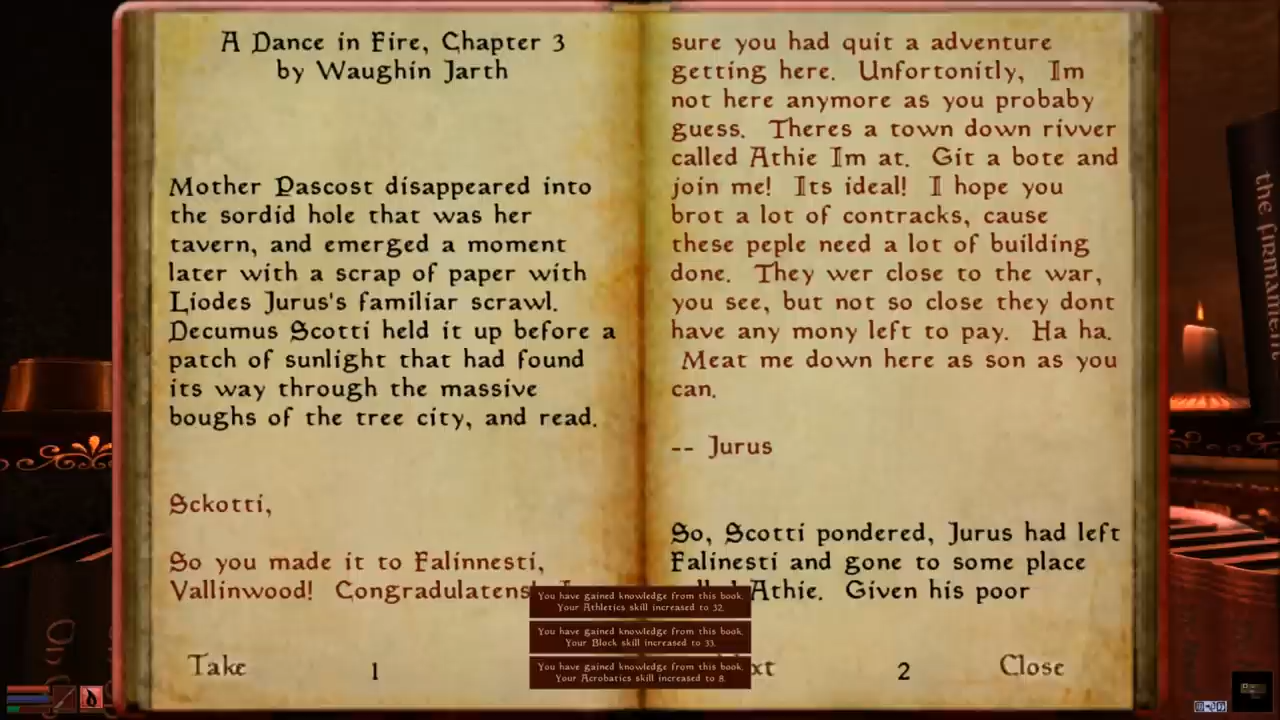 A Dance in Fire, Chapter 3
by Waughin Jarth
Mother Pascost disappeared into
the sordid hole that was her
tavern, and emerged a moment
later with a scrap of paper with
Liodes Jurus's familiar scrawl.
Decumus Scotti held it up before a
patch of sunlight that had found
its way through the massive
boughs of the tree city, and read.
Sckotti,
So you made it to Falinnesti,
Vallinwood! Congradulatens!
sure you had quit a adventure
getting here. Unfortonitly, Im
not here anymore as you probaby
guess. Theres a town down rivver
called Athie Im at. Git a bote and
join me! Its ideal! I hope you
brot a lot of contracks, cause
these peple need a lot of building
done. They wer close to the war,
you see, but not so close they dont
have any mony left to pay. Ha ha.
Meat me down here as son as you
can.
-- Jurus
So, Scotti pondered, Jurus had left
Falinesti and gone to some place
Athie. Given his poor
You have gained knowledge from this book.
Your Athletics skill increased to 32.
You have gained knowledge from this book.
Your Block skill increased to 33.
You have gained knowledge from this book.
Your Acrobatics skill increased to 8.
Take
1
2
Close
the firmament